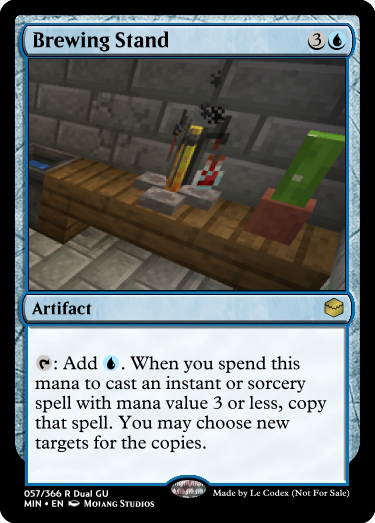 Brewing Stand 3
Artifact
: Add . When you spend this
mana to cast an instant or sorcery
spell with mana value 3 or less, copy
that spell. You may choose new
targets for the copies.
057/366 R Dual GU
MIN • EN Mojang Studios
Made by Le Codex (Not For Sale)